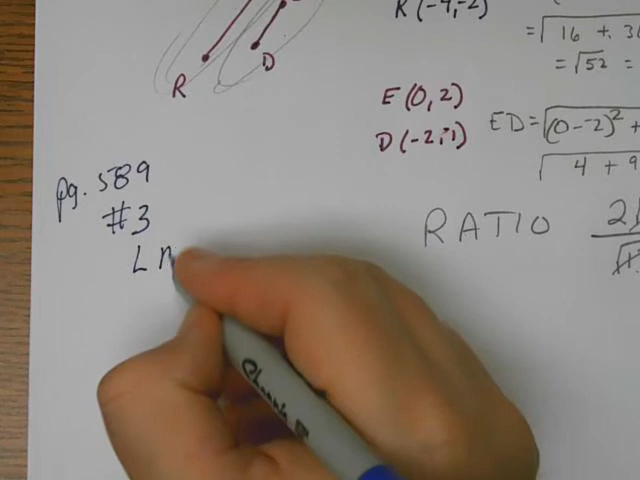 K(-4,-2)
= √16 + 36
= √52 =
R
D
E(0,2)
D(-2,-1)
ED = √(0--2)² +
√4 + 9
pg. 589
#3
RATIO
L
Sharpie